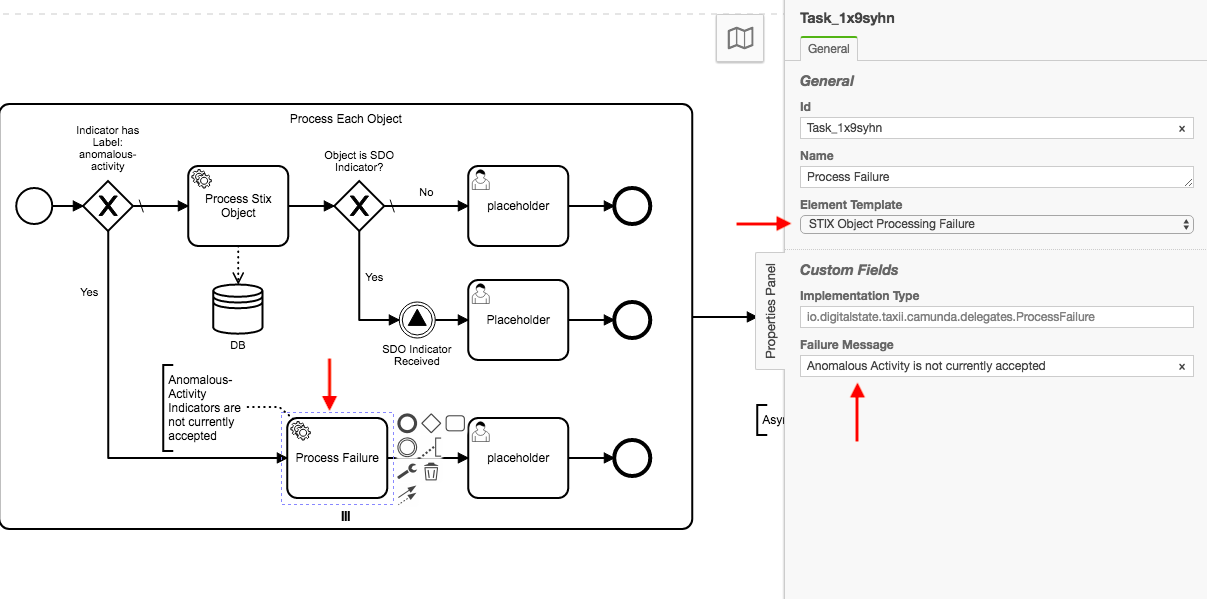 Process Each Object
Indicator has
Label:
anomalous-
activity
Object is SDO
Indicator?
X
Process Stix
Object
X
No
placeholder
Yes
Yes
DB
SDO Indicator
Received
Placeholder
Anomalous-
Activity
Indicators are
not currently
accepted
Process Failure
placeholder
Asy
Properties Panel
Task_1x9syhn
General
General
Id
Task_1x9syhn
×
Name
Process Failure
Element Template
STIX Object Processing Failure
Custom Fields
Implementation Type
io.digitalstate.taxii.camunda.delegates.ProcessFailure
Failure Message
Anomalous Activity is not currently accepted
×